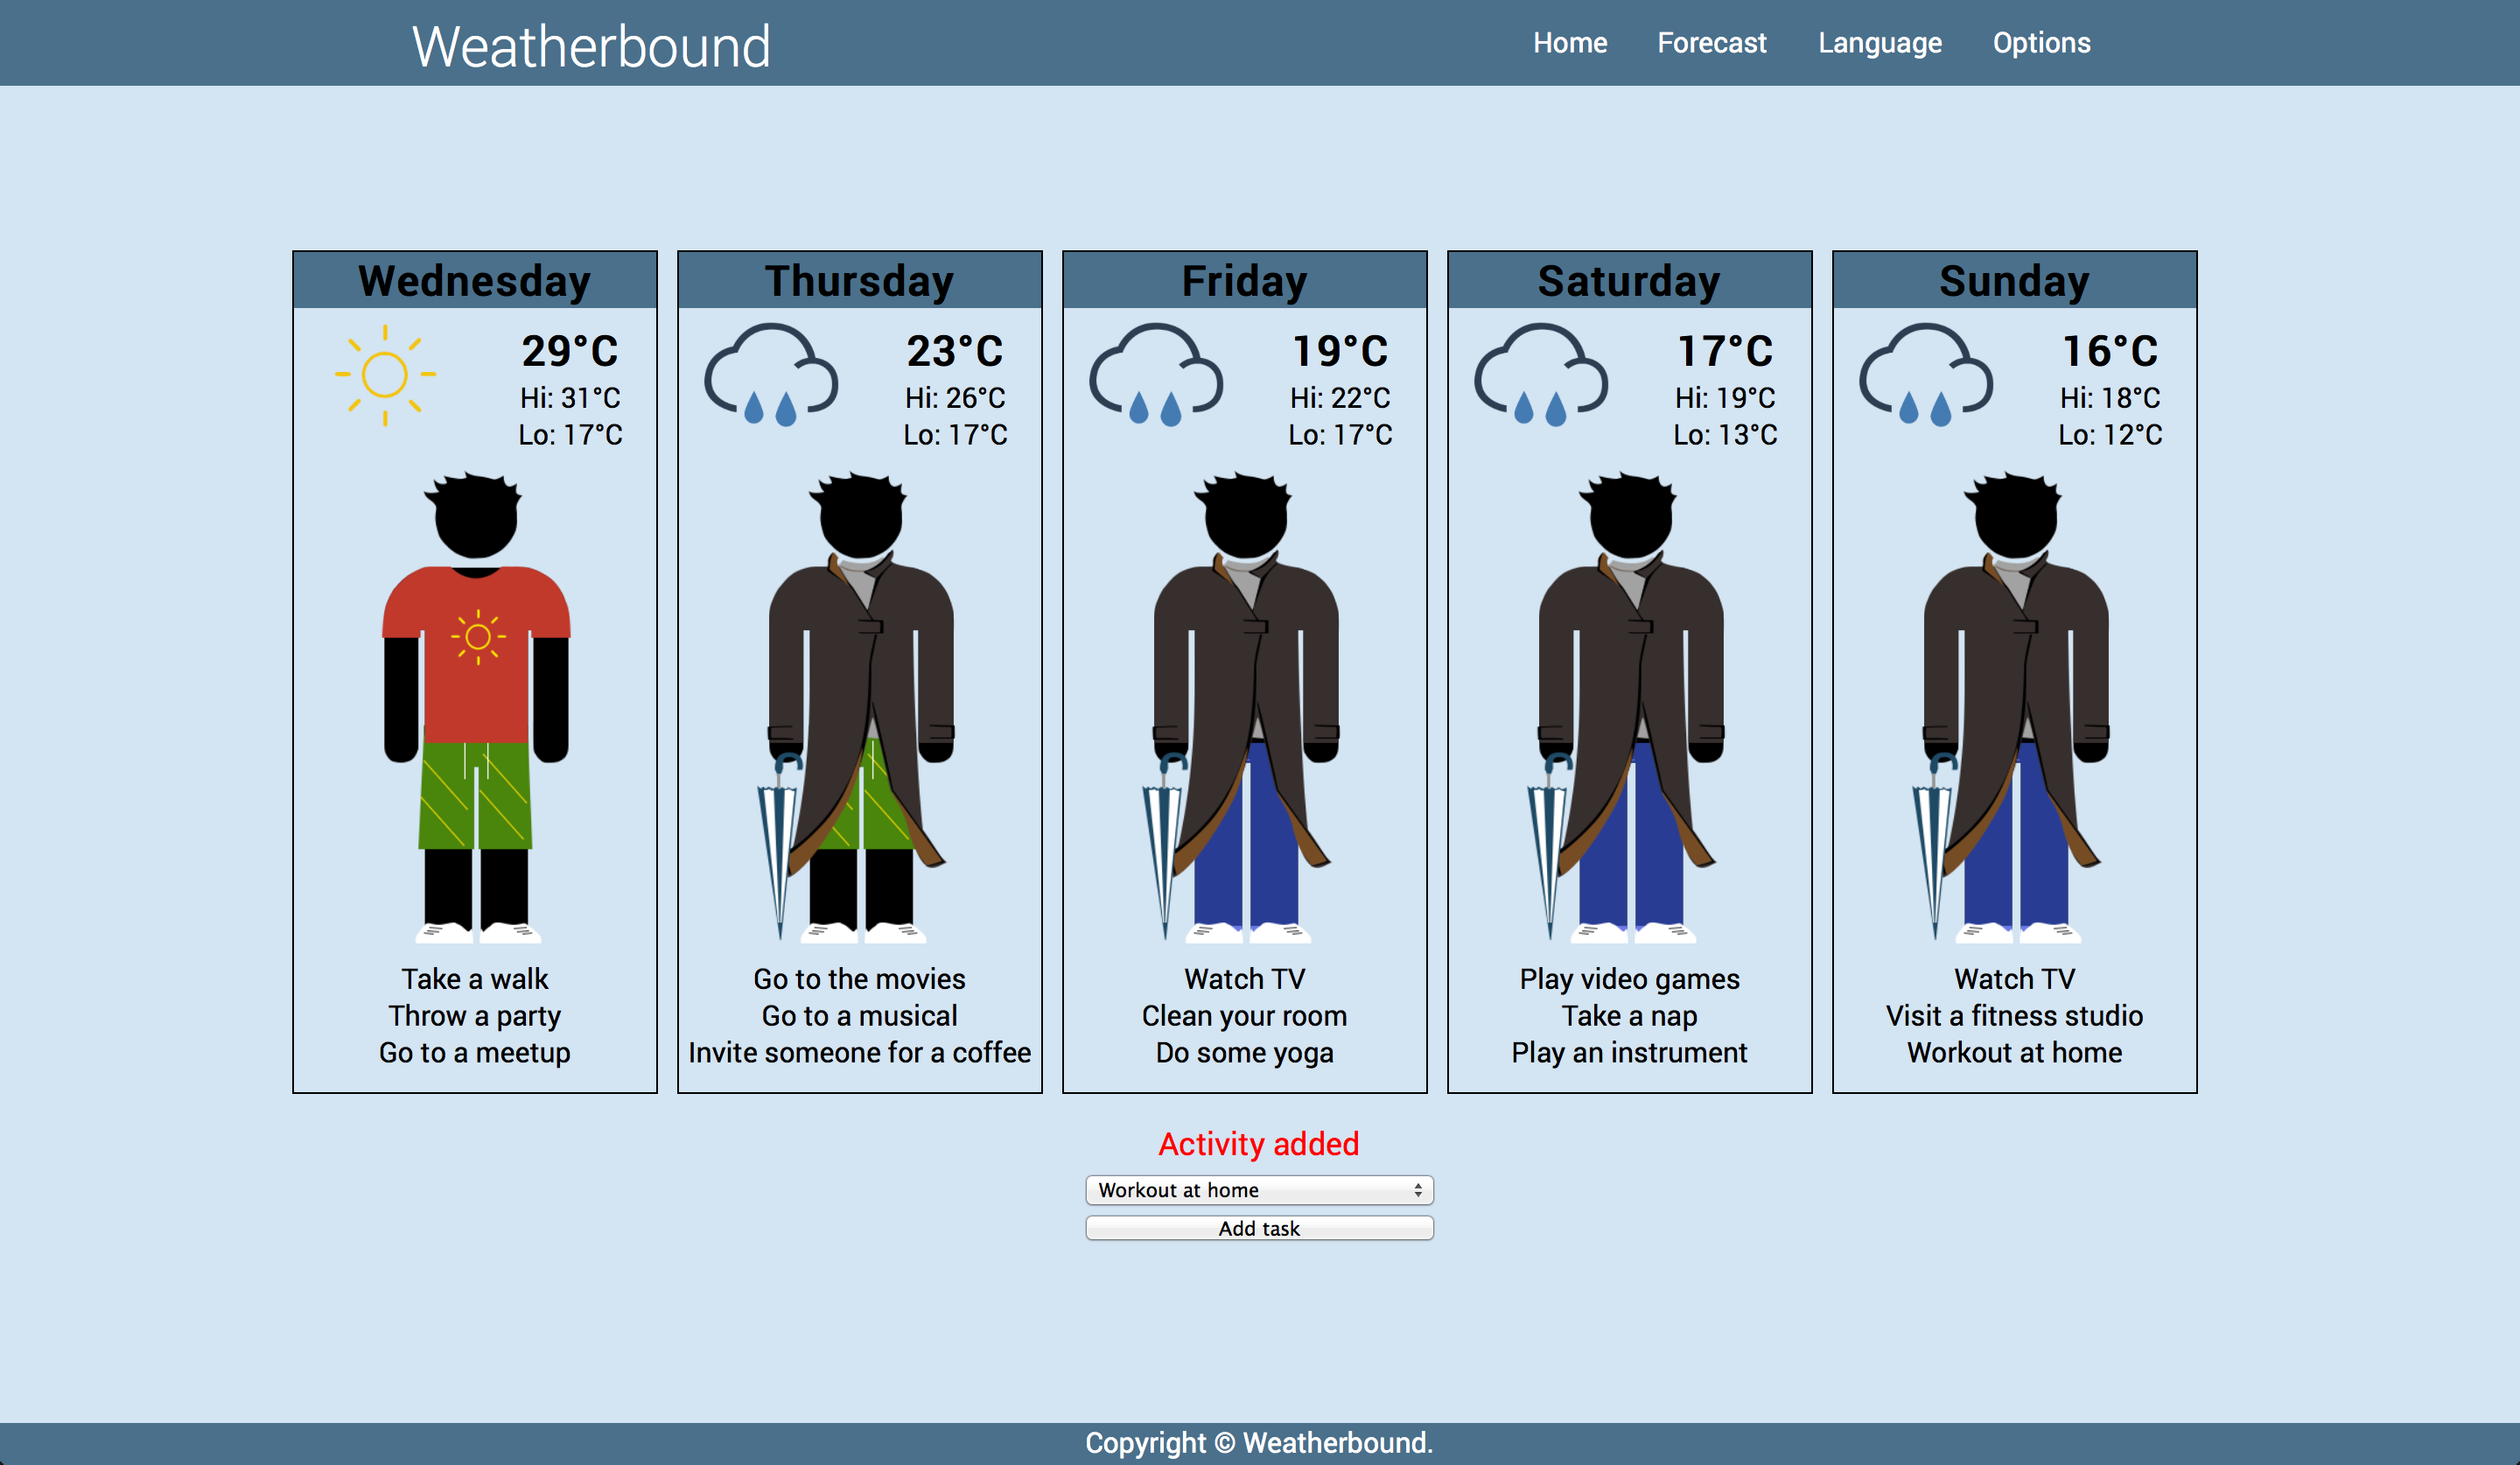 Weatherbound
Home Forecast Language Options
Wednesday
29°C
Hi: 31°C
Lo: 17°C
Take a walk
Throw a party
Go to a meetup
Thursday
23°C
Hi: 26°C
Lo: 17°C
Go to the movies
Go to a musical
Invite someone for a coffee
Friday
19°C
Hi: 22°C
Lo: 17°C
Watch TV
Clean your room
Do some yoga
Saturday
17°C
Hi: 19°C
Lo: 13°C
Play video games
Take a nap
Play an instrument
Sunday
16°C
Hi: 18°C
Lo: 12°C
Watch TV
Visit a fitness studio
Workout at home
Activity added
Workout at home
Add task
Copyright © Weatherbound.